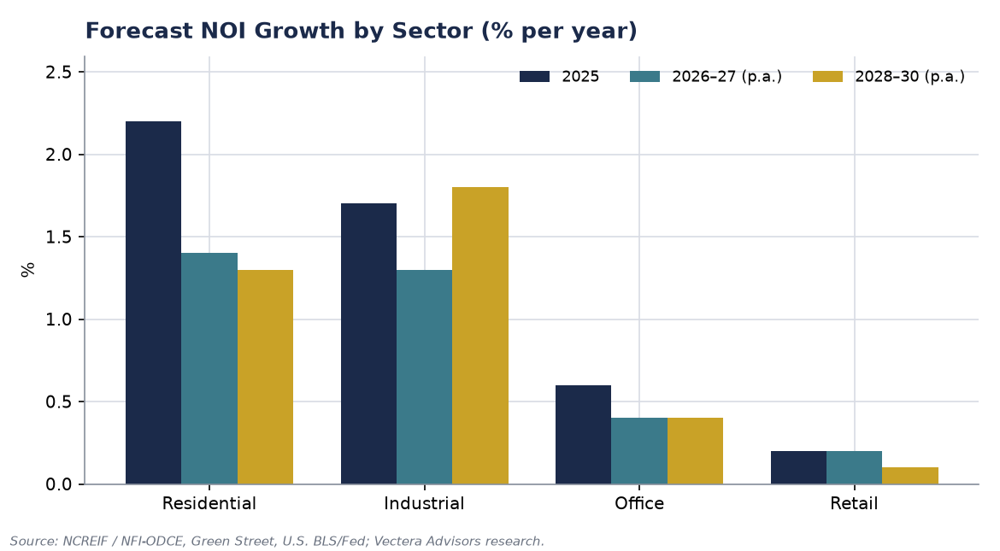 Forecast NOI Growth by Sector (% per year)
2025 2026–27 (p.a.) 2028–30 (p.a.)
2.5
2.0
1.5
1.0
0.5
0.0
%
Residential Industrial Office Retail
Source: NCREIF / NFI-ODCE, Green Street, U.S. BLS/Fed; Vectera Advisors research.